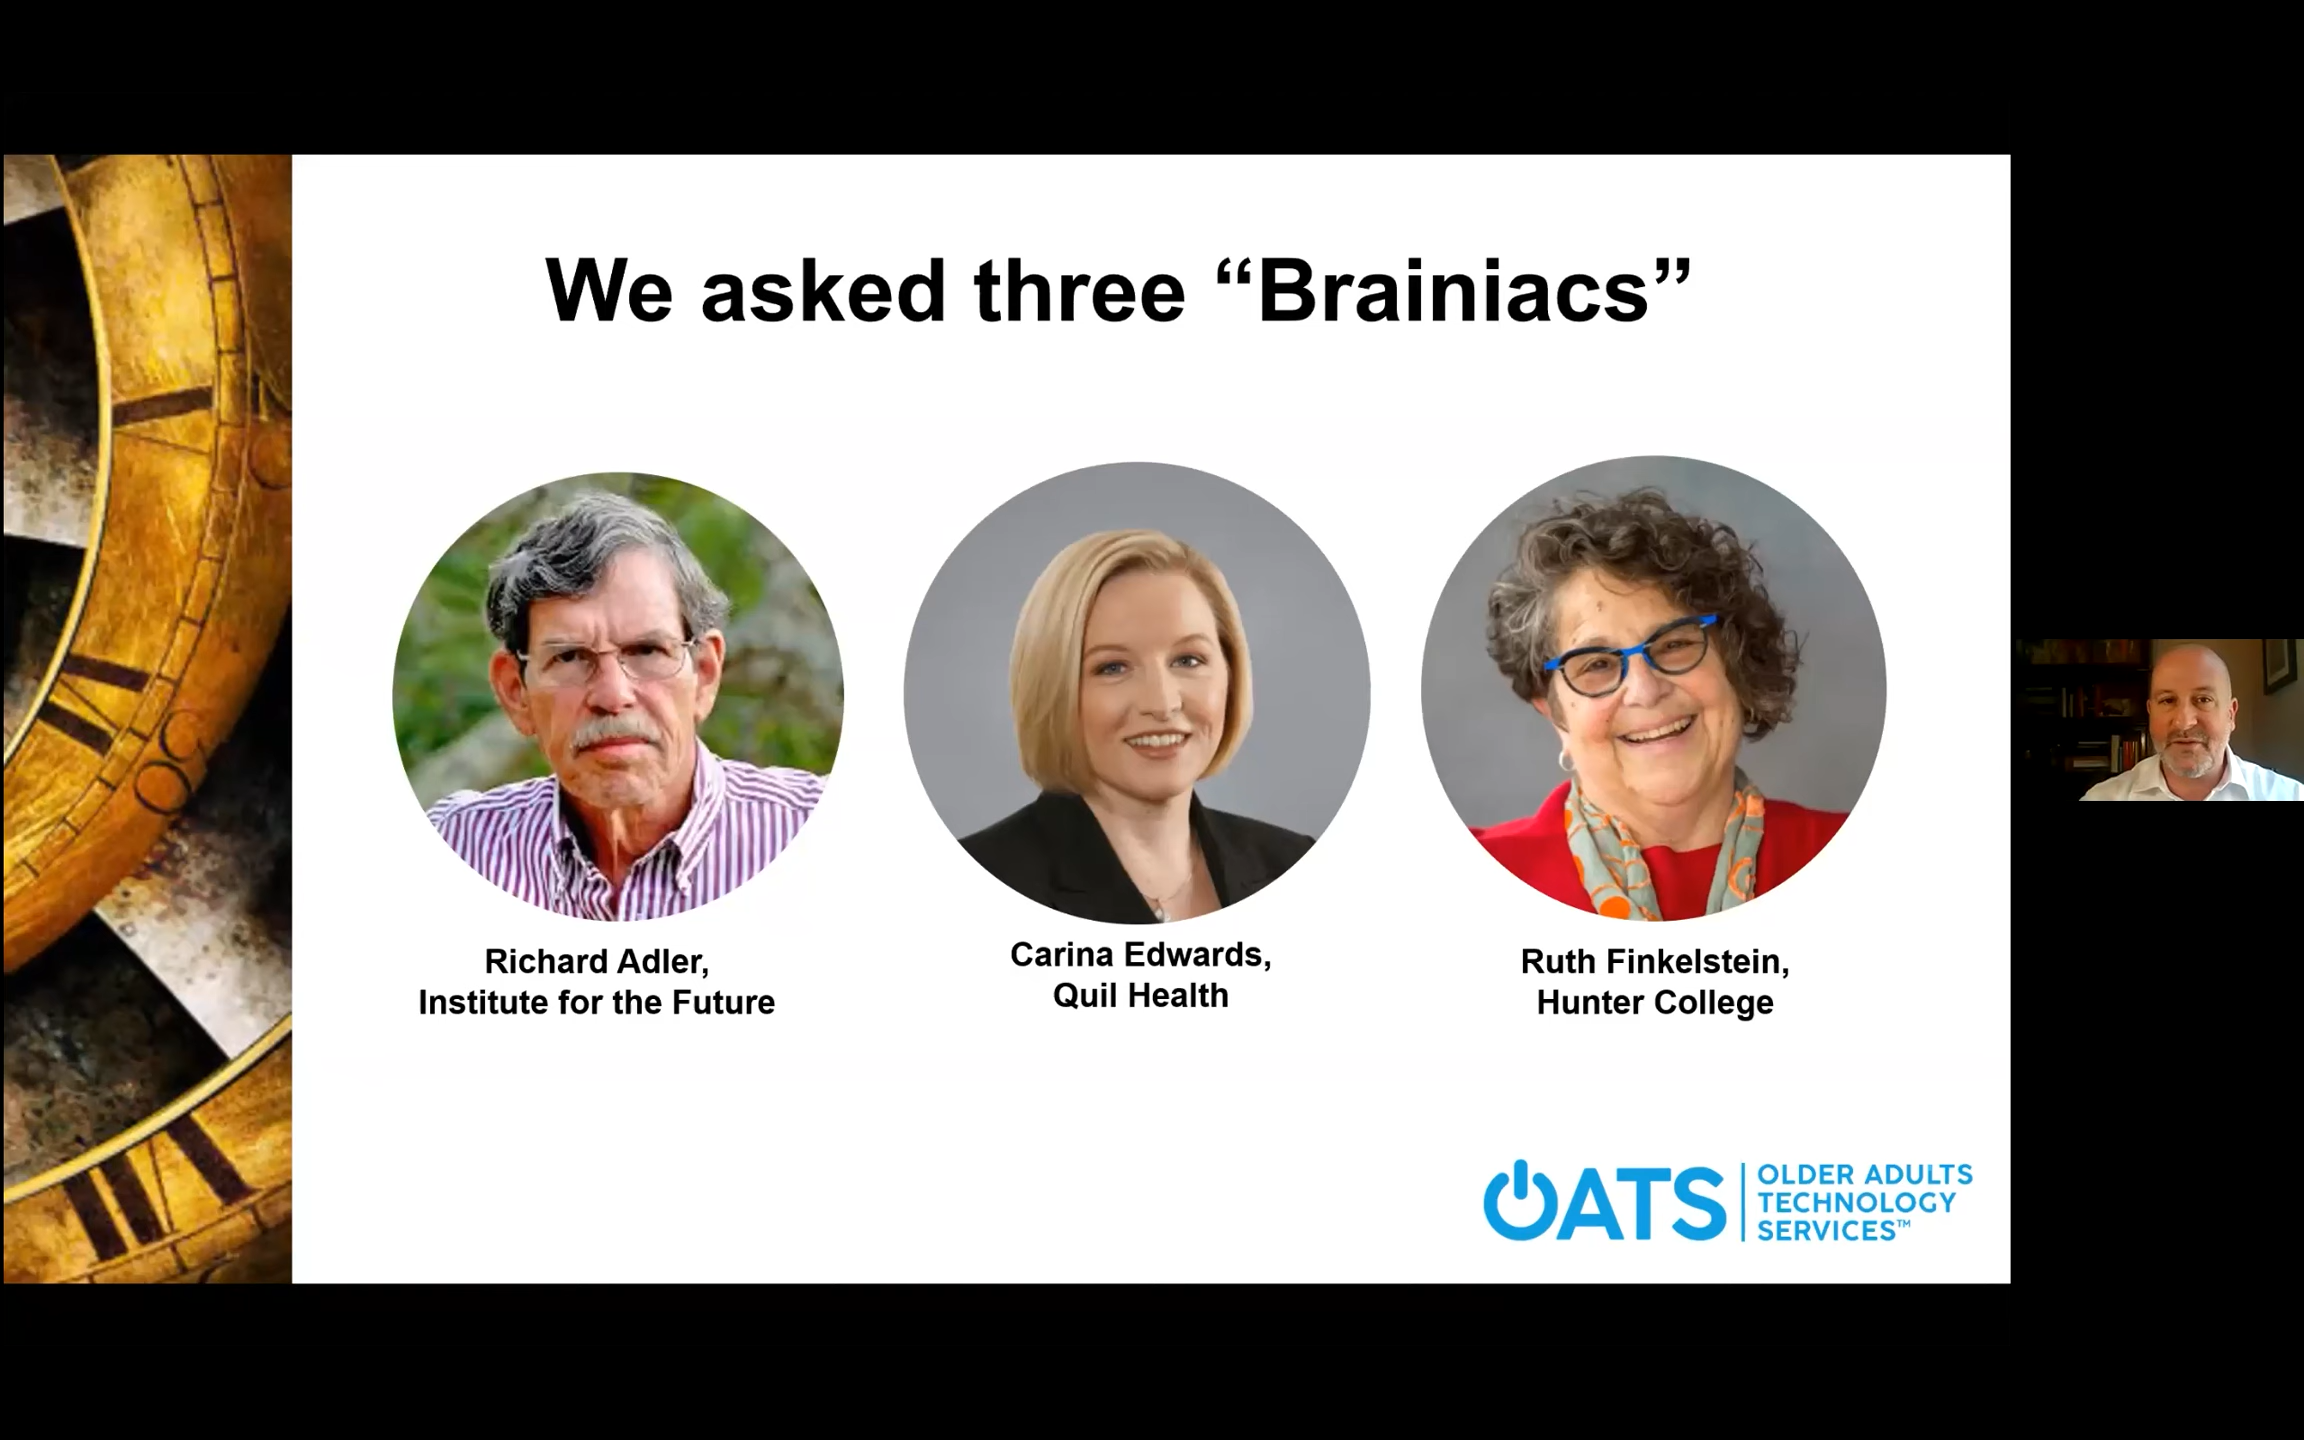 We asked three “Brainiacs”
Richard Adler,
Institute for the Future
Carina Edwards,
Quil Health
Ruth Finkelstein,
Hunter College
OATS
OLDER ADULTS
TECHNOLOGY
SERVICES™